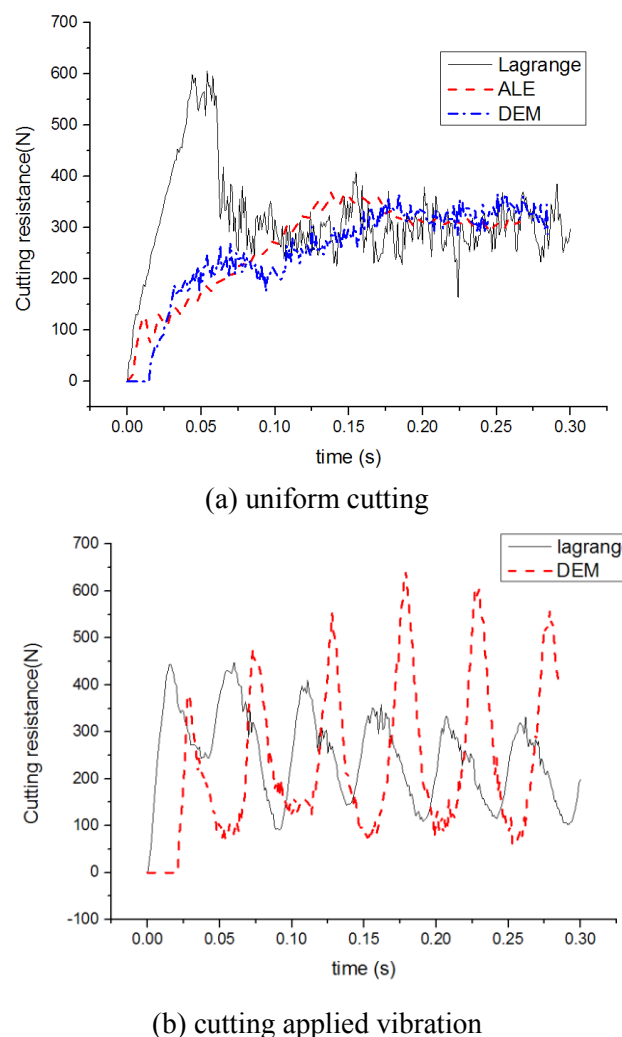 700
600
500
400
300
200
100
0
Cutting resistance(N)
Lagrange
ALE
DEM
0.00 0.05 0.10 0.15 0.20 0.25 0.30
time (s)
(a) uniform cutting
700
600
500
400
300
200
100
0
-100
Cutting resistance(N)
lagrang
DEM
0.00 0.05 0.10 0.15 0.20 0.25 0.30
time (s)
(b) cutting applied vibration